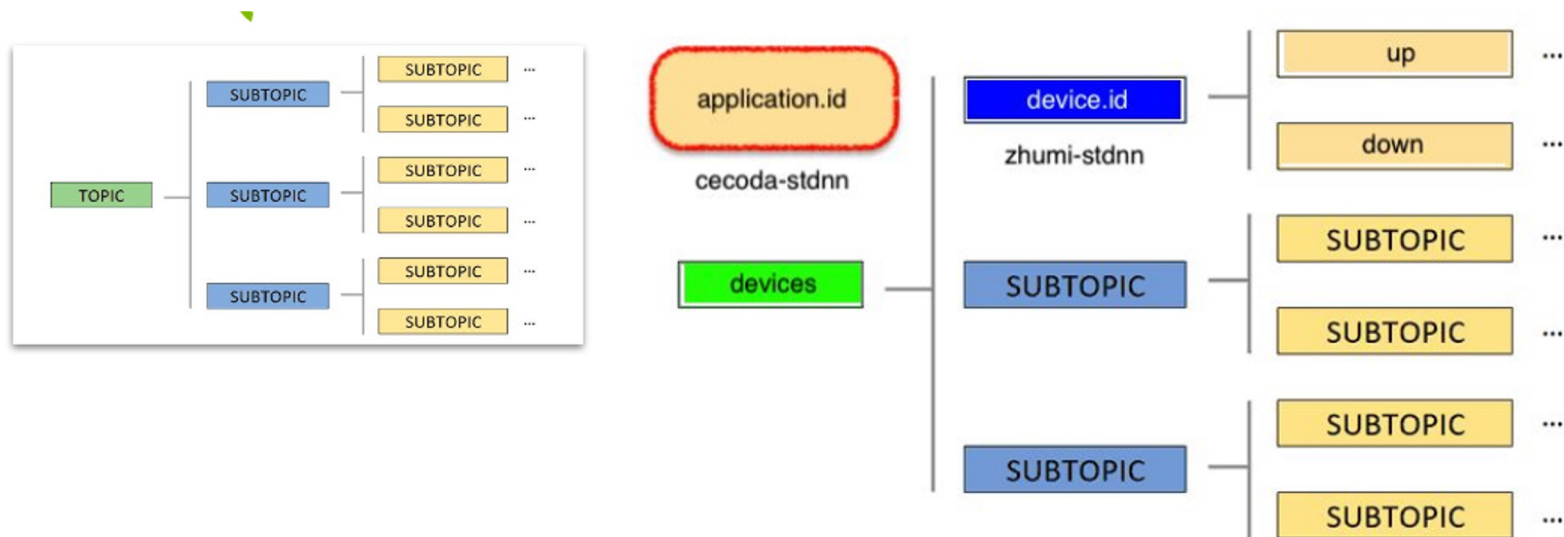 SUBTOPIC ...
SUBTOPIC
SUBTOPIC ...
SUBTOPIC ...
TOPIC
SUBTOPIC
SUBTOPIC ...
SUBTOPIC ...
SUBTOPIC
SUBTOPIC ...
application.id
cecoda-stdnn
devices
device.id
zhumi-stdnn
up ...
down ...
SUBTOPIC
SUBTOPIC ...
SUBTOPIC ...
SUBTOPIC
SUBTOPIC ...
SUBTOPIC ...